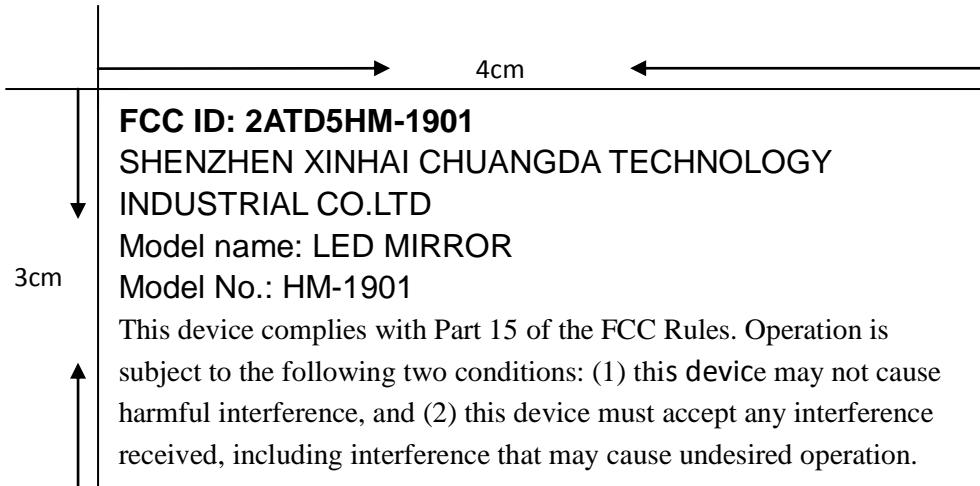 4cm
FCC ID: 2ATD5HM-1901
SHENZHEN XINHAI CHUANGDA TECHNOLOGY
INDUSTRIAL CO.LTD
Model name: LED MIRROR
3cm
Model No.: HM-1901
This device complies with Part 15 of the FCC Rules. Operation is
subject to the following two conditions: (1) this device may not cause
harmful interference, and (2) this device must accept any interference
received, including interference that may cause undesired operation.